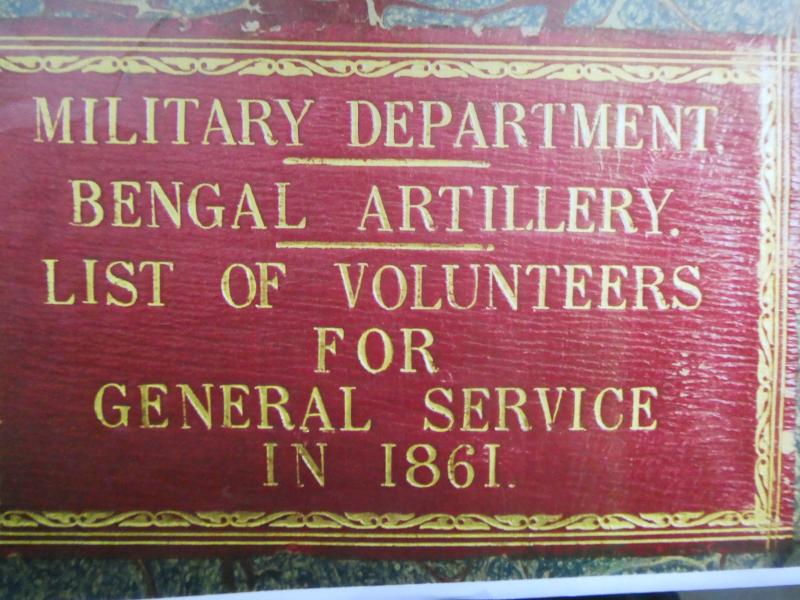 MILITARY DEPARTMENT.
BENGAL ARTILLERY.
LIST OF VOLUNTEERS
FOR
GENERAL SERVICE
IN 1861.